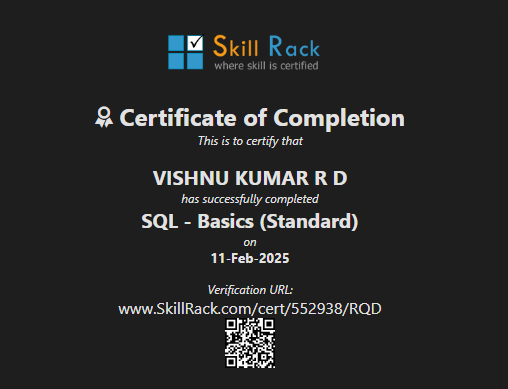 Skill Rack
where skill is certified
Certificate of Completion
This is to certify that
VISHNU KUMAR R D
has successfully completed
SQL - Basics (Standard)
on
11-Feb-2025
Verification URL:
www.SkillRack.com/cert/552938/RQD